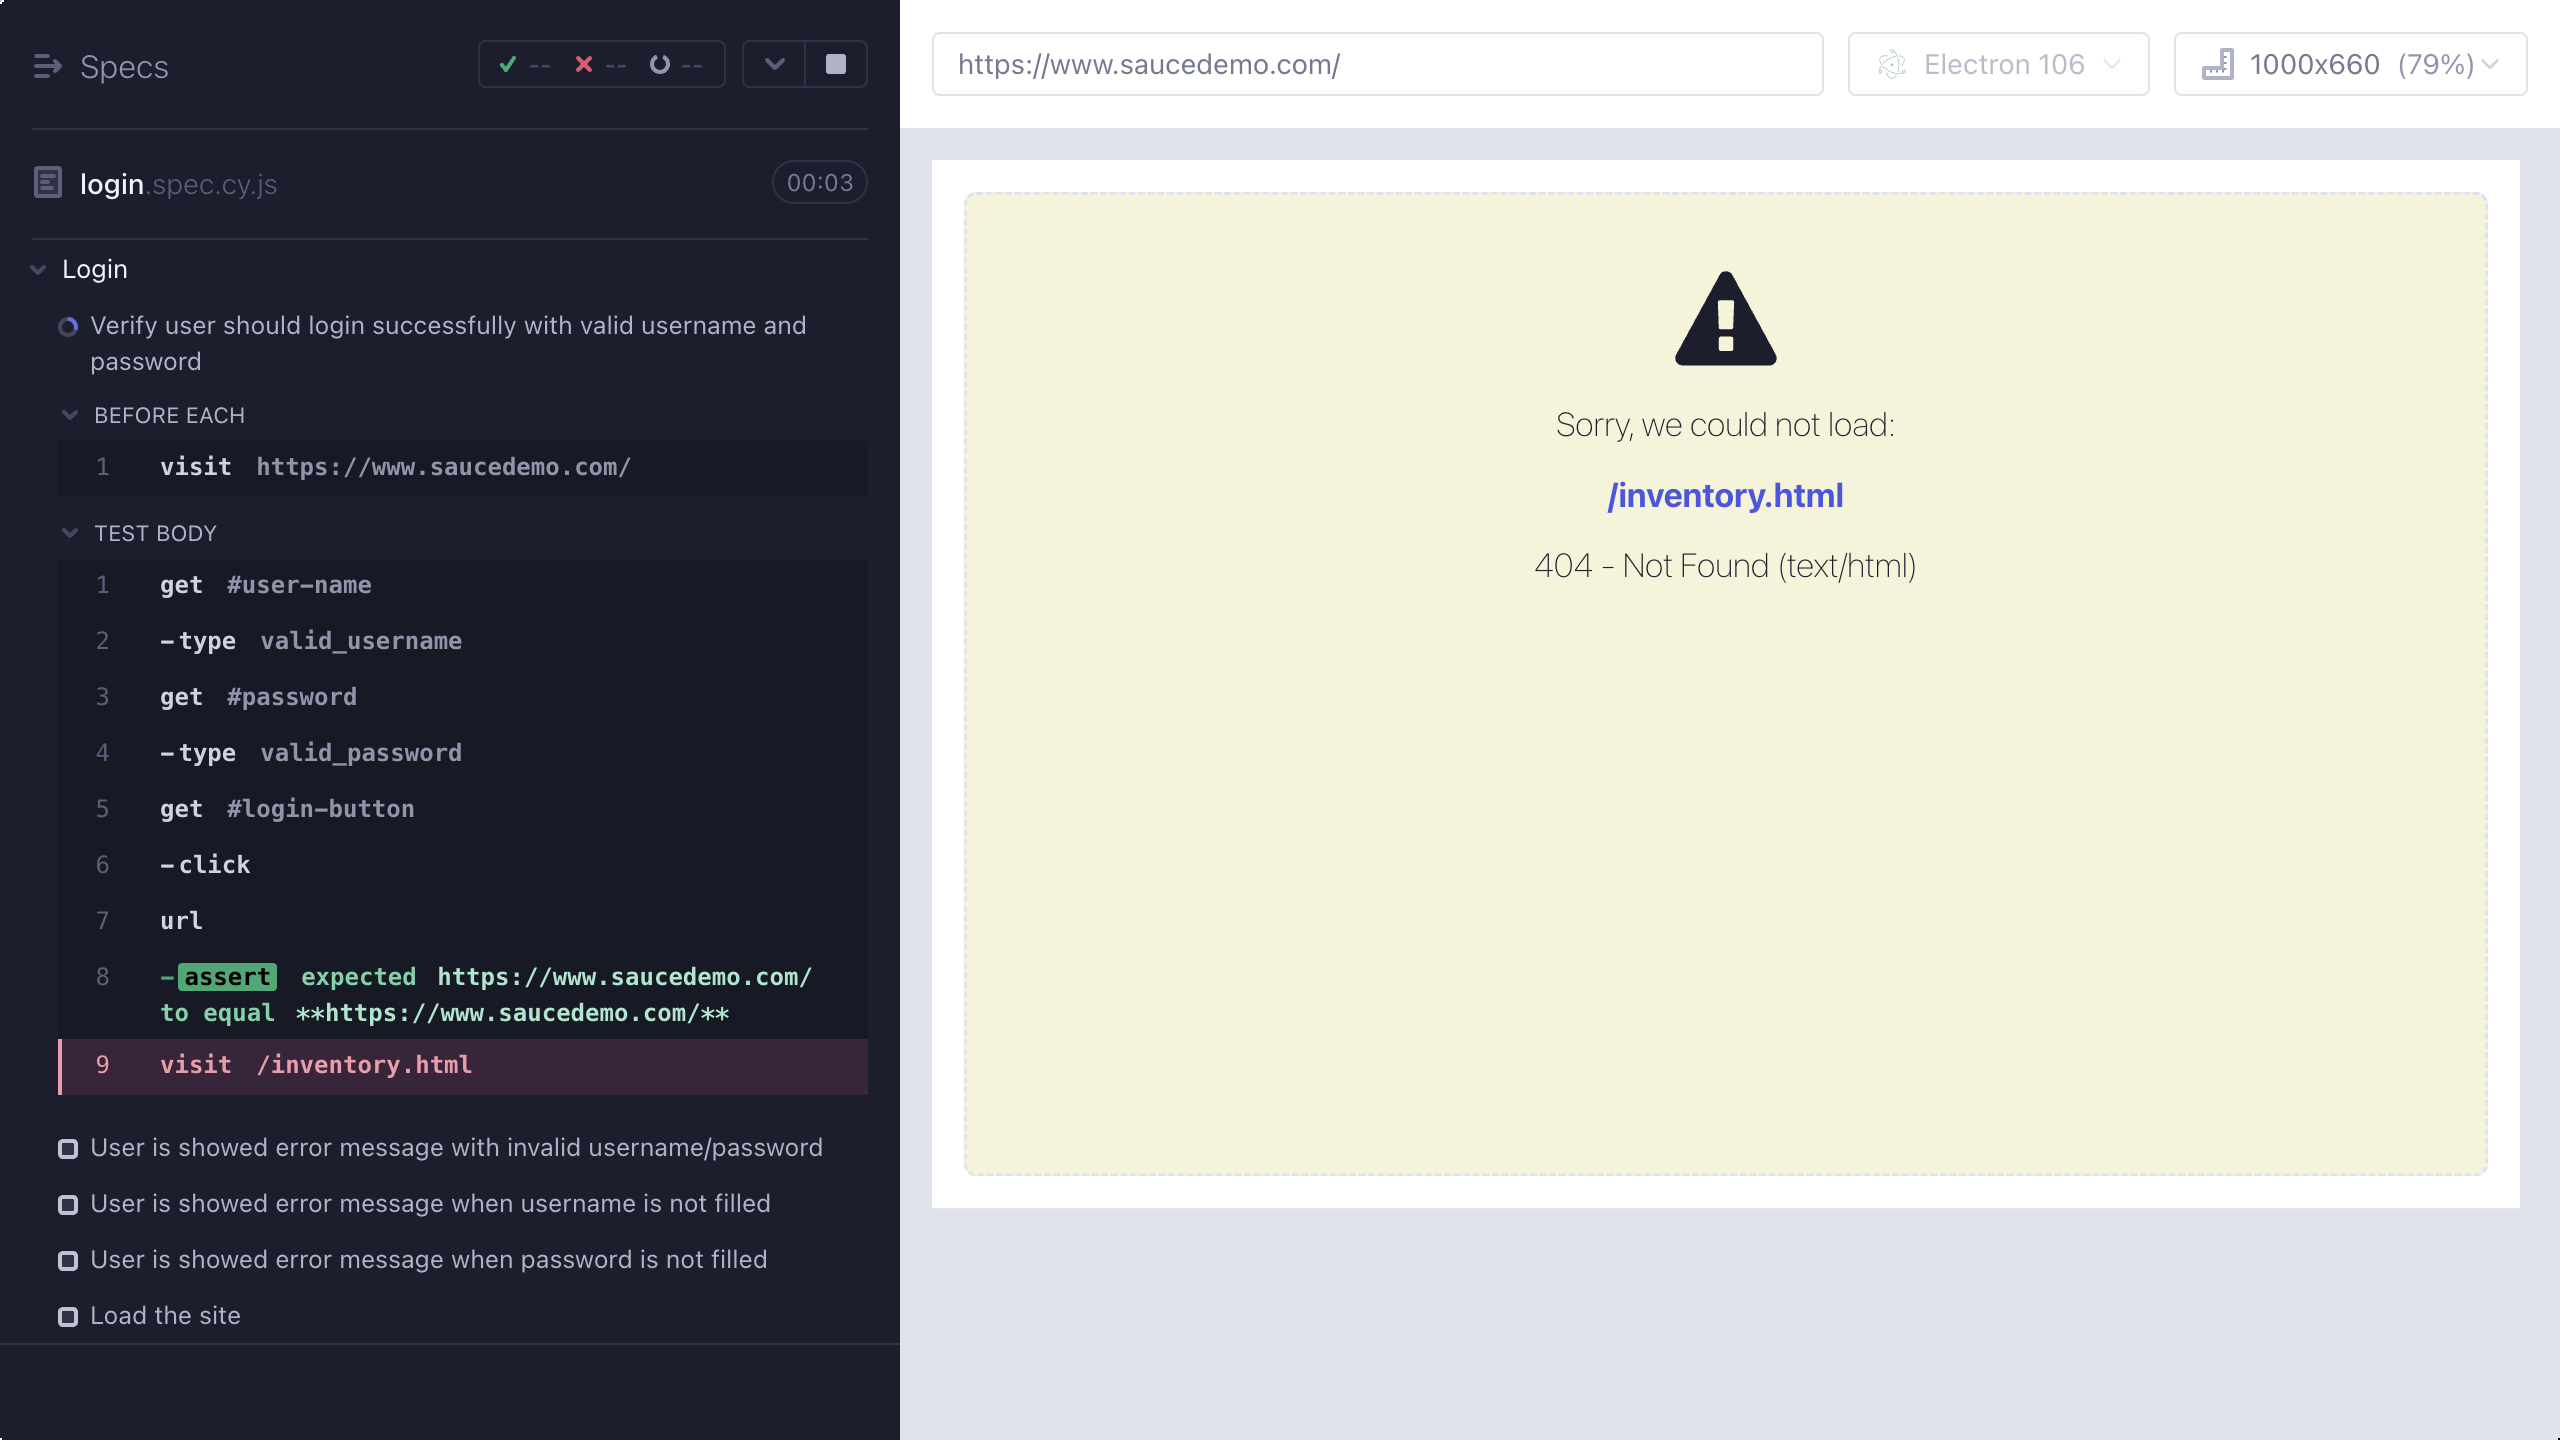 Specs
-- -- --
login.spec.cy.js
00:03
Login
Verify user should login successfully with valid username and
password
BEFORE EACH
1 visit https://www.saucedemo.com/
TEST BODY
1 get #user-name
2 -type valid_username
3 get #password
4 -type valid_password
5 get #login-button
6 -click
7 url
8 -assert expected https://www.saucedemo.com/
to equal **https://www.saucedemo.com/**
9 visit /inventory.html
User is showed error message with invalid username/password
User is showed error message when username is not filled
User is showed error message when password is not filled
Load the site
https://www.saucedemo.com/
Electron 106
1000x660 (79%)
Sorry, we could not load:
/inventory.html
404 - Not Found (text/html)